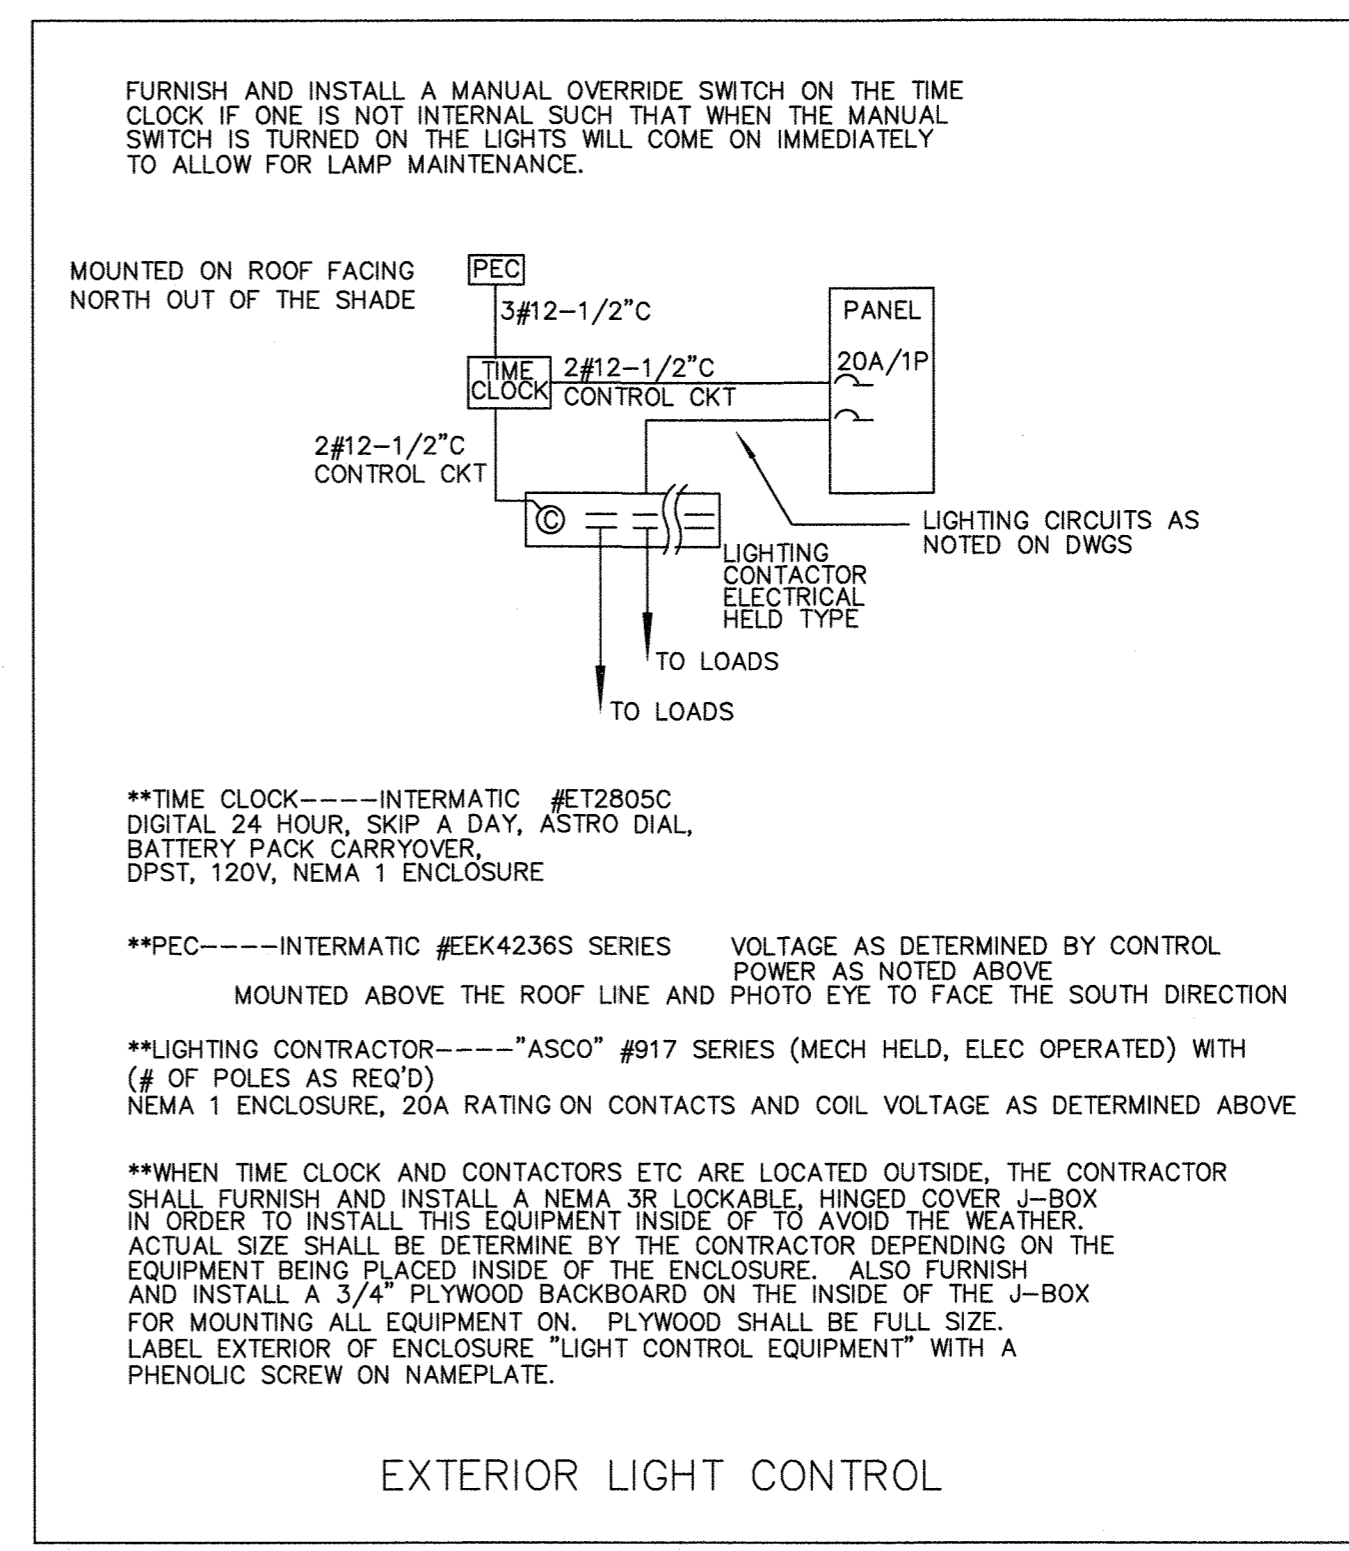 FURNISH AND INSTALL A MANUAL OVERRIDE SWITCH ON THE TIME
CLOCK IF ONE IS NOT INTERNAL SUCH THAT WHEN THE MANUAL
SWITCH IS TURNED ON THE LIGHTS WILL COME ON IMMEDIATELY
TO ALLOW FOR LAMP MAINTENANCE.
MOUNTED ON ROOF FACING
NORTH OUT OF THE SHADE
PEC
3#12-1/2"C
TIME
CLOCK
2#12-1/2"C
CONTROL CKT
PANEL
20A/1P
2#12-1/2"C
CONTROL CKT
C
LIGHTING CIRCUITS AS
NOTED ON DWGS
LIGHTING
CONTACTOR
ELECTRICAL
HELD TYPE
TO LOADS
TO LOADS
**TIME CLOCK----INTERMATIC #ET2805C
DIGITAL 24 HOUR, SKIP A DAY, ASTRO DIAL,
BATTERY PACK CARRYOVER,
DPST, 120V, NEMA 1 ENCLOSURE
**PEC----INTERMATIC #EEK4236S SERIES VOLTAGE AS DETERMINED BY CONTROL
POWER AS NOTED ABOVE
MOUNTED ABOVE THE ROOF LINE AND PHOTO EYE TO FACE THE SOUTH DIRECTION
**LIGHTING CONTRACTOR----"ASCO" #917 SERIES (MECH HELD, ELEC OPERATED) WITH
(# OF POLES AS REQ'D)
NEMA 1 ENCLOSURE, 20A RATING ON CONTACTS AND COIL VOLTAGE AS DETERMINED ABOVE
**WHEN TIME CLOCK AND CONTACTORS ETC ARE LOCATED OUTSIDE, THE CONTRACTOR
SHALL FURNISH AND INSTALL A NEMA 3R LOCKABLE, HINGED COVER J-BOX
IN ORDER TO INSTALL THIS EQUIPMENT INSIDE OF TO AVOID THE WEATHER.
ACTUAL SIZE SHALL BE DETERMINE BY THE CONTRACTOR DEPENDING ON THE
EQUIPMENT BEING PLACED INSIDE OF THE ENCLOSURE. ALSO FURNISH
AND INSTALL A 3/4" PLYWOOD BACKBOARD ON THE INSIDE OF THE J-BOX
FOR MOUNTING ALL EQUIPMENT ON. PLYWOOD SHALL BE FULL SIZE.
LABEL EXTERIOR OF ENCLOSURE "LIGHT CONTROL EQUIPMENT" WITH A
PHENOLIC SCREW ON NAMEPLATE.
EXTERIOR LIGHT CONTROL